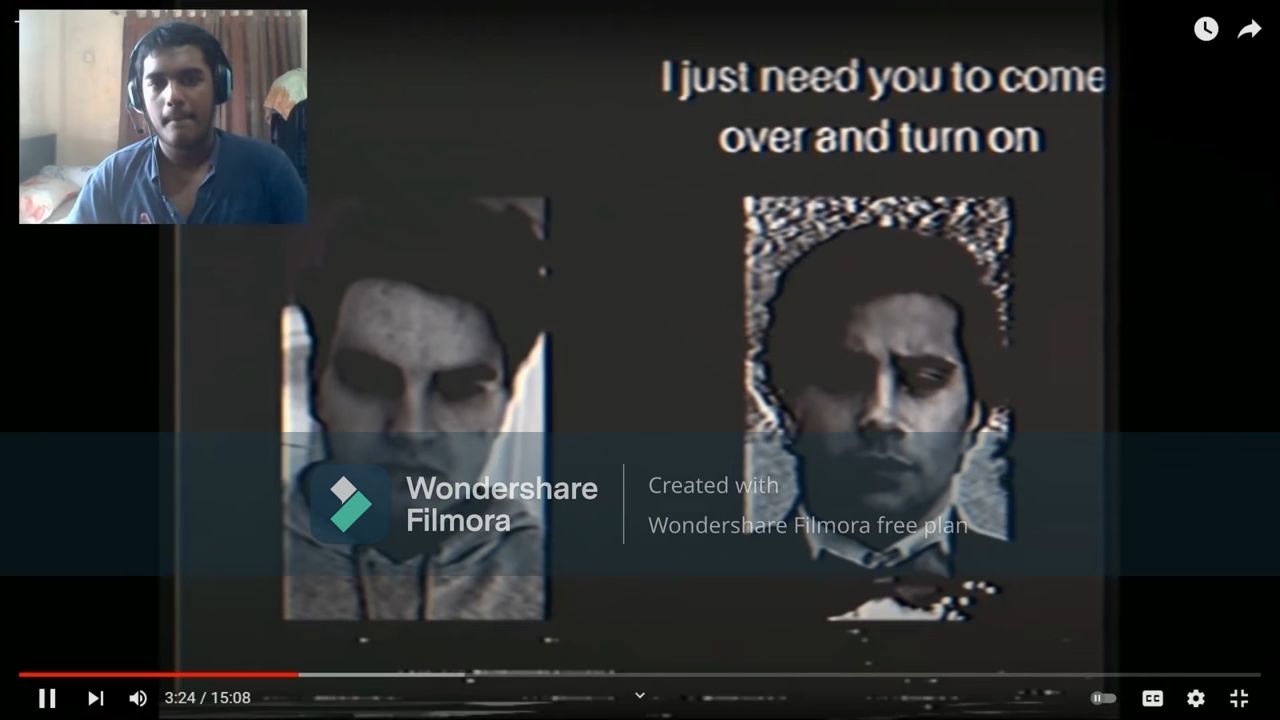 I just need you to come
over and turn on
Wondershare
Filmora
Created with
Wondershare Filmora free plan
3:24 / 15:08
CC